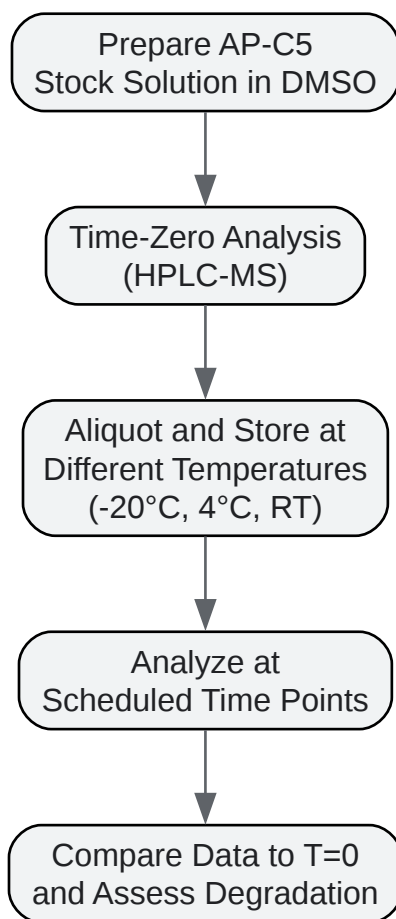 Prepare AP-C5
Stock Solution in DMSO
Time-Zero Analysis
(HPLC-MS)
Aliquot and Store at
Different Temperatures
(-20°C, 4°C, RT)
Analyze at
Scheduled Time Points
Compare Data to T=0
and Assess Degradation